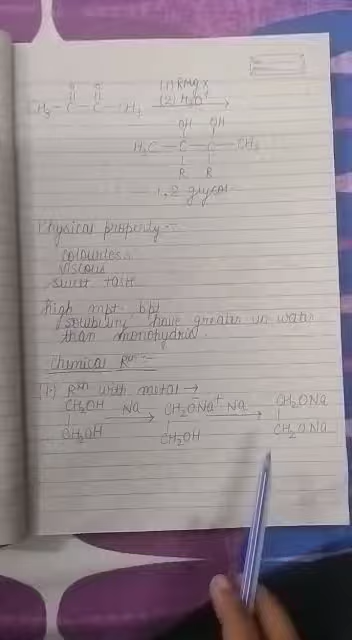 O O (1) RMgx
CH3 - C - C - CH3 (2) H3O+
OH OH
H3C - C - C - CH3
R R
1,2 glycol
Physical property :-
colourless
viscous
sweet taste
high mpt. bpt
solubility have greater in water
than monohydric
Chemical Rxn :-
(1) Rxn with metal →
CH2OH Na CH2O-Na+ Na CH2ONa
CH2OH CH2OH CH2ONa